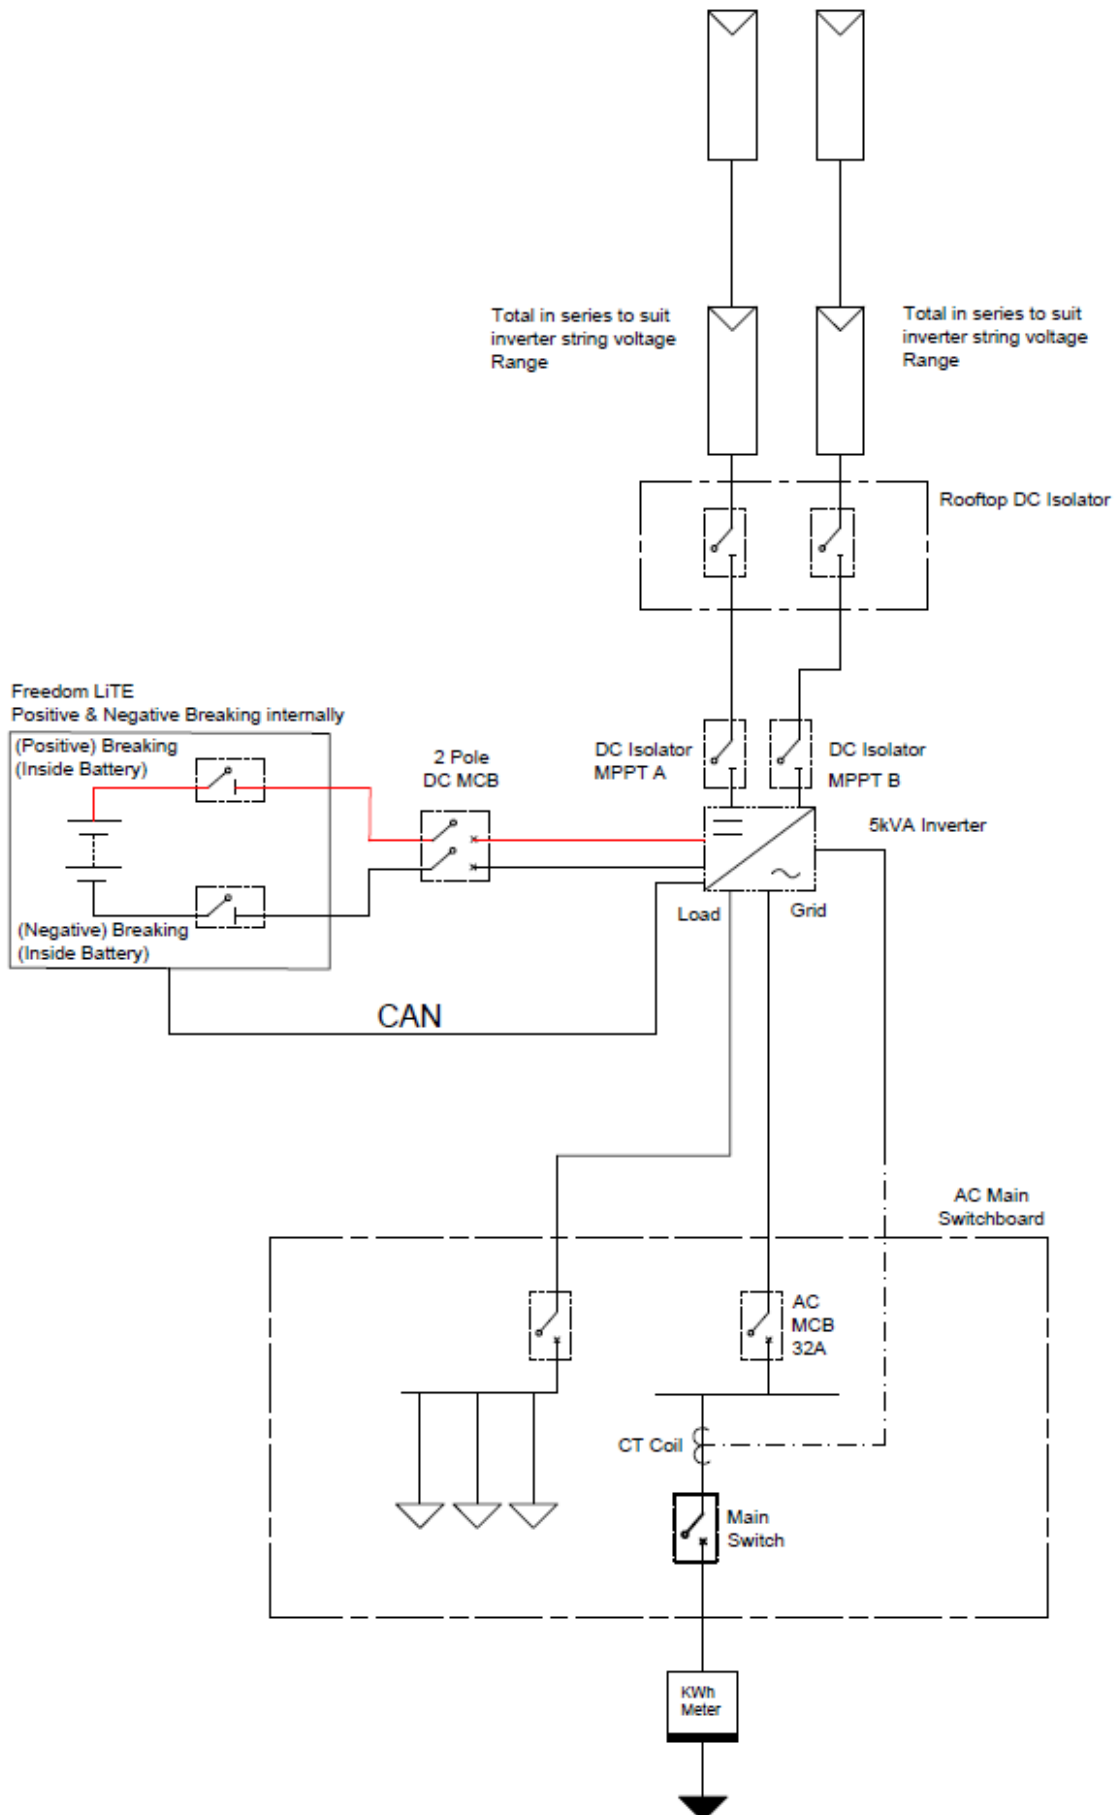 Total in series to suit
inverter string voltage
Range
Total in series to suit
inverter string voltage
Range
Rooftop DC Isolator
Freedom LiTE
Positive & Negative Breaking internally
(Positive) Breaking
(Inside Battery)
2 Pole
DC MCB
DC Isolator
MPPT A
DC Isolator
MPPT B
5kVA Inverter
(Negative) Breaking
(Inside Battery)
Load
Grid
CAN
AC Main
Switchboard
AC
MCB
32A
CT Coil
Main
Switch
KWh
Meter